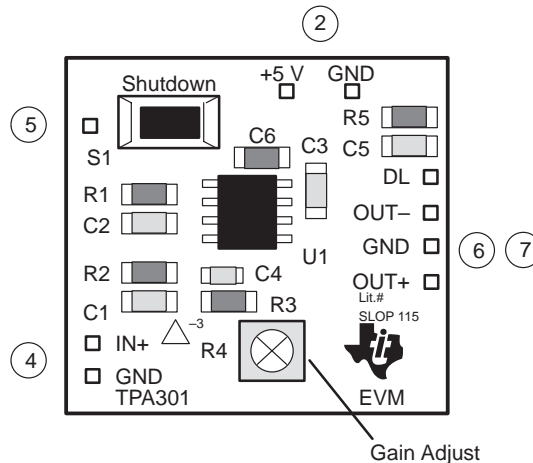 2
+5 V GND
Shutdown
5
S1
R5
C6 C3
C5
DL
R1
C2
OUT–
GND
6 7
U1
R2
C4
OUT+
Lit.#
SLOP 115
C1
R3
–3
R4
IN+
4
GND
TPA301
EVM
Gain Adjust